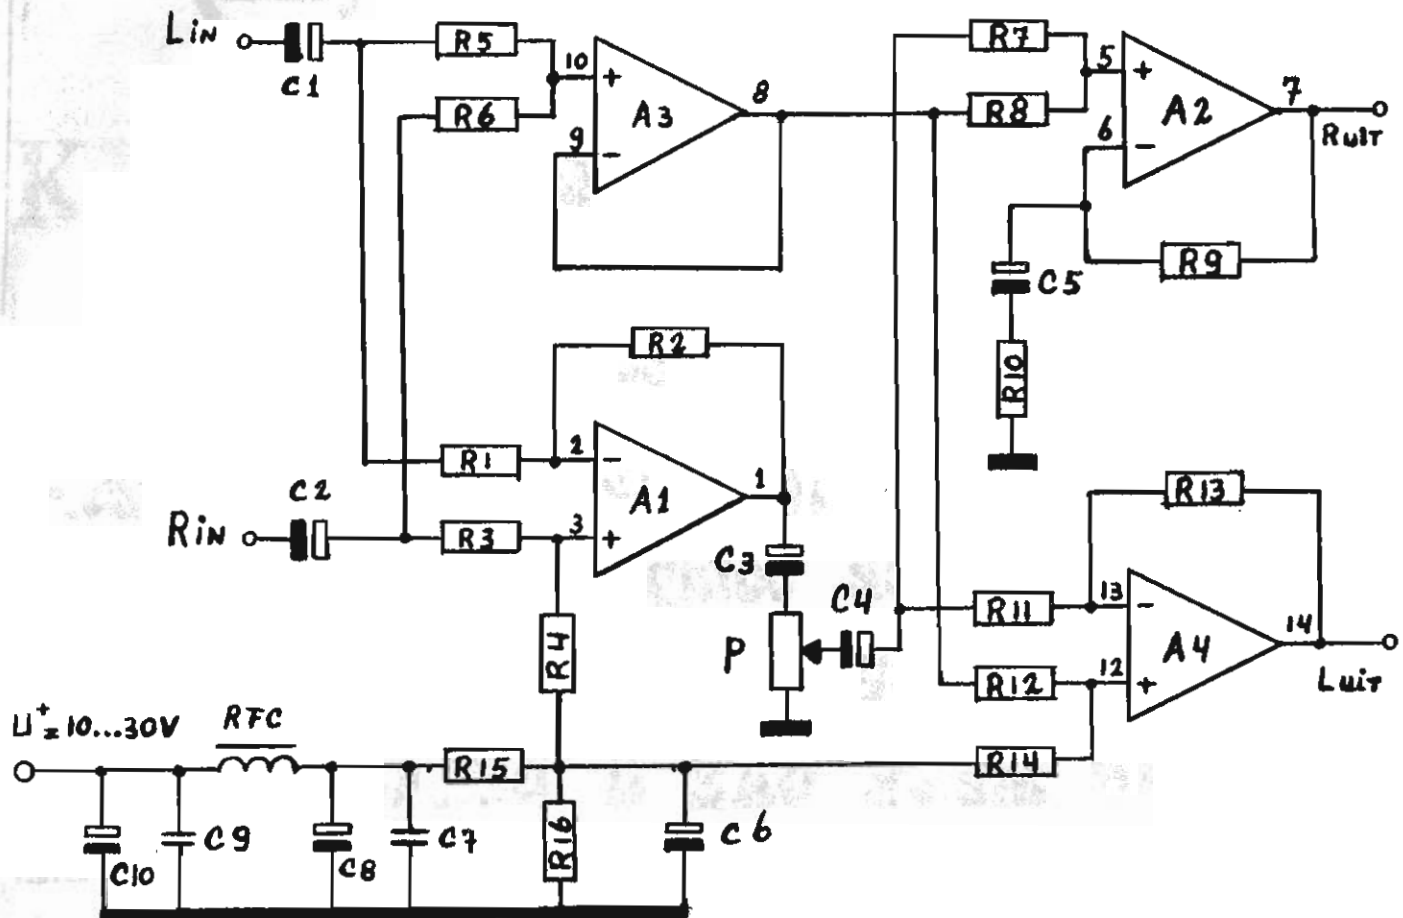 LIN
C1
R5
R6
10
+
9
−
A3
8
R7
R8
5
+
6
−
A2
7
RUIT
R9
C5
R10
R2
R1
2
−
A1
1
C2
RIN
R3
3
+
C3
C4
P
R4
R11
R12
13
−
12
+
A4
R13
14
LUIT
R14
U+ = 10...30V
RFC
R15
R16
C10
C9
C8
C7
C6